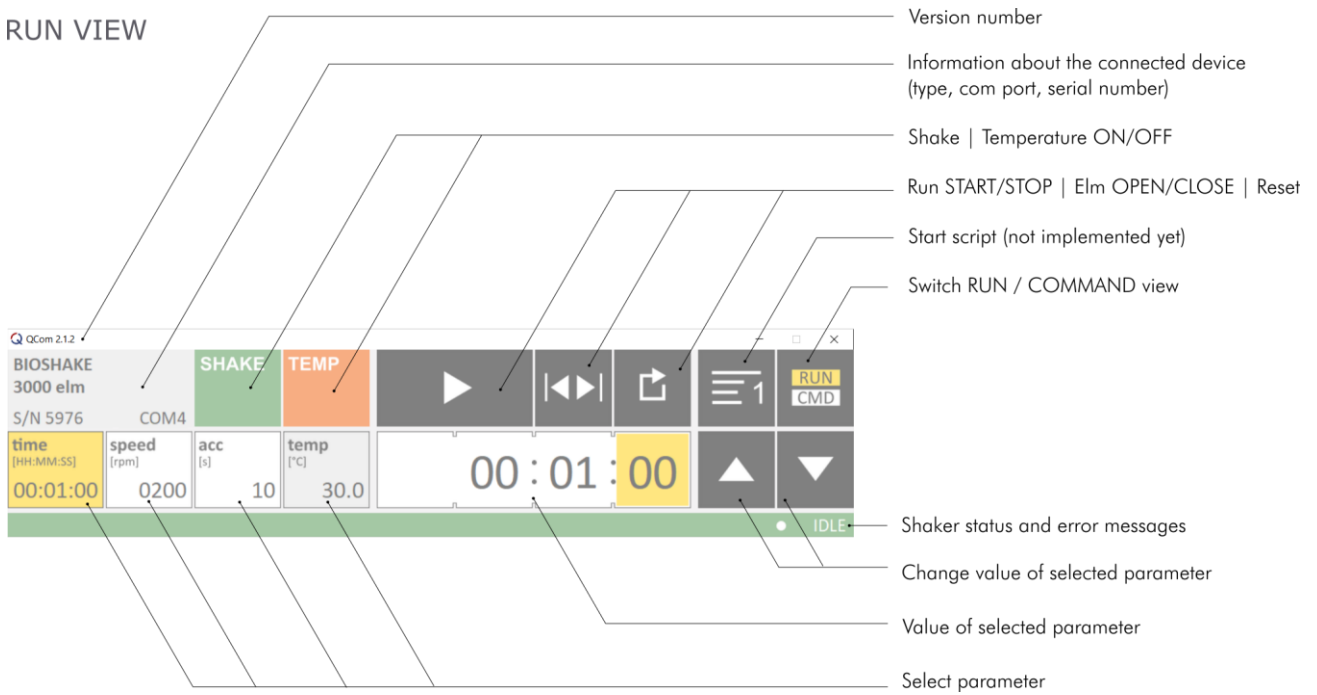 RUN VIEW
Version number
Information about the connected device
(type, com port, serial number)
Shake | Temperature ON/OFF
Run START/STOP | Elm OPEN/CLOSE | Reset
Start script (not implemented yet)
Switch RUN / COMMAND view
QCom 2.1.2
BIOSHAKE
3000 elm
S/N 5976 COM4
SHAKE
TEMP
1
RUN
CMD
time
[HH:MM:SS]
00:01:00
speed
[rpm]
0200
acc
[s]
10
temp
[°C]
30.0
00:01:00
IDLE
Shaker status and error messages
Change value of selected parameter
Value of selected parameter
Select parameter